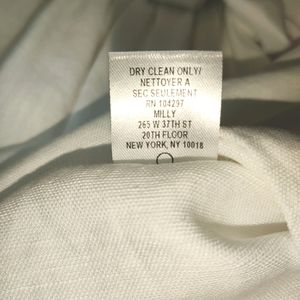 DRY CLEAN ONLY/
NETTOYER A
SEC SEULEMENT
RN 104297
MILLY
265 W 37TH ST
20TH FLOOR
NEW YORK, NY 10018